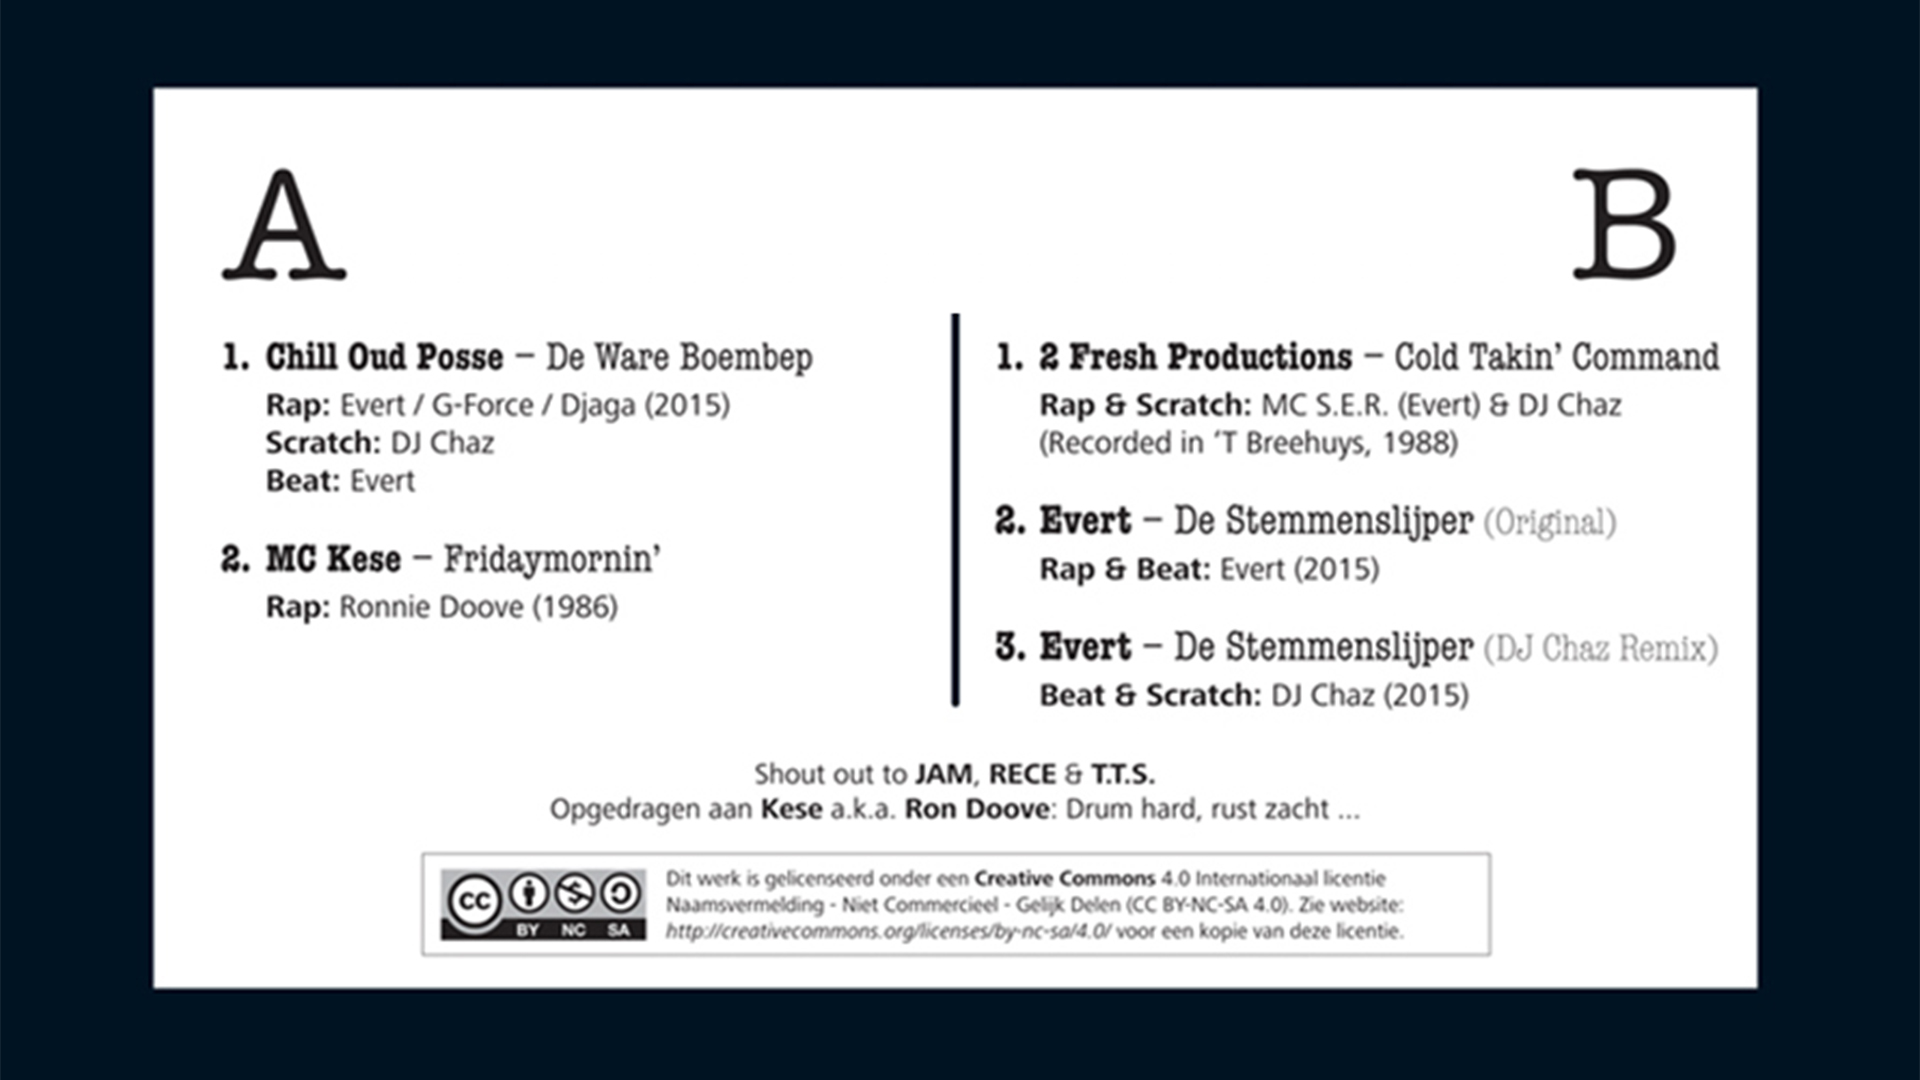 A
1. Chill Oud Posse – De Ware Boembep
Rap: Evert / G-Force / Djaga (2015)
Scratch: DJ Chaz
Beat: Evert
2. MC Kese – Fridaymornin’
Rap: Ronnie Doove (1986)
B
1. 2 Fresh Productions – Cold Takin’ Command
Rap & Scratch: MC S.E.R. (Evert) & DJ Chaz
(Recorded in ‘T Breehuys, 1988)
2. Evert – De Stemmenslijper (Original)
Rap & Beat: Evert (2015)
3. Evert – De Stemmenslijper (DJ Chaz Remix)
Beat & Scratch: DJ Chaz (2015)
Shout out to JAM, RECE & T.T.S.
Opgedragen aan Kese a.k.a. Ron Doove: Drum hard, rust zacht ...
cc BY NC SA
Dit werk is gelicenseerd onder een Creative Commons 4.0 Internationaal licentie
Naamsvermelding - Niet Commercieel - Gelijk Delen (CC BY-NC-SA 4.0). Zie website:
http://creativecommons.org/licenses/by-nc-sa/4.0/ voor een kopie van deze licentie.